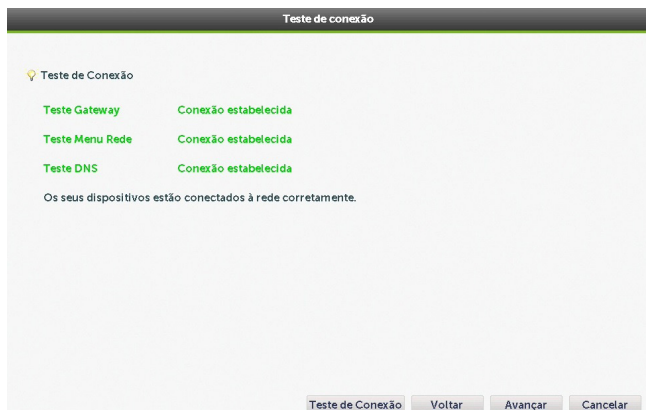 Teste de conexão
Teste de Conexão
Teste Gateway Conexão estabelecida
Teste Menu Rede Conexão estabelecida
Teste DNS Conexão estabelecida
Os seus dispositivos estão conectados à rede corretamente.
Teste de Conexão Voltar Avançar Cancelar